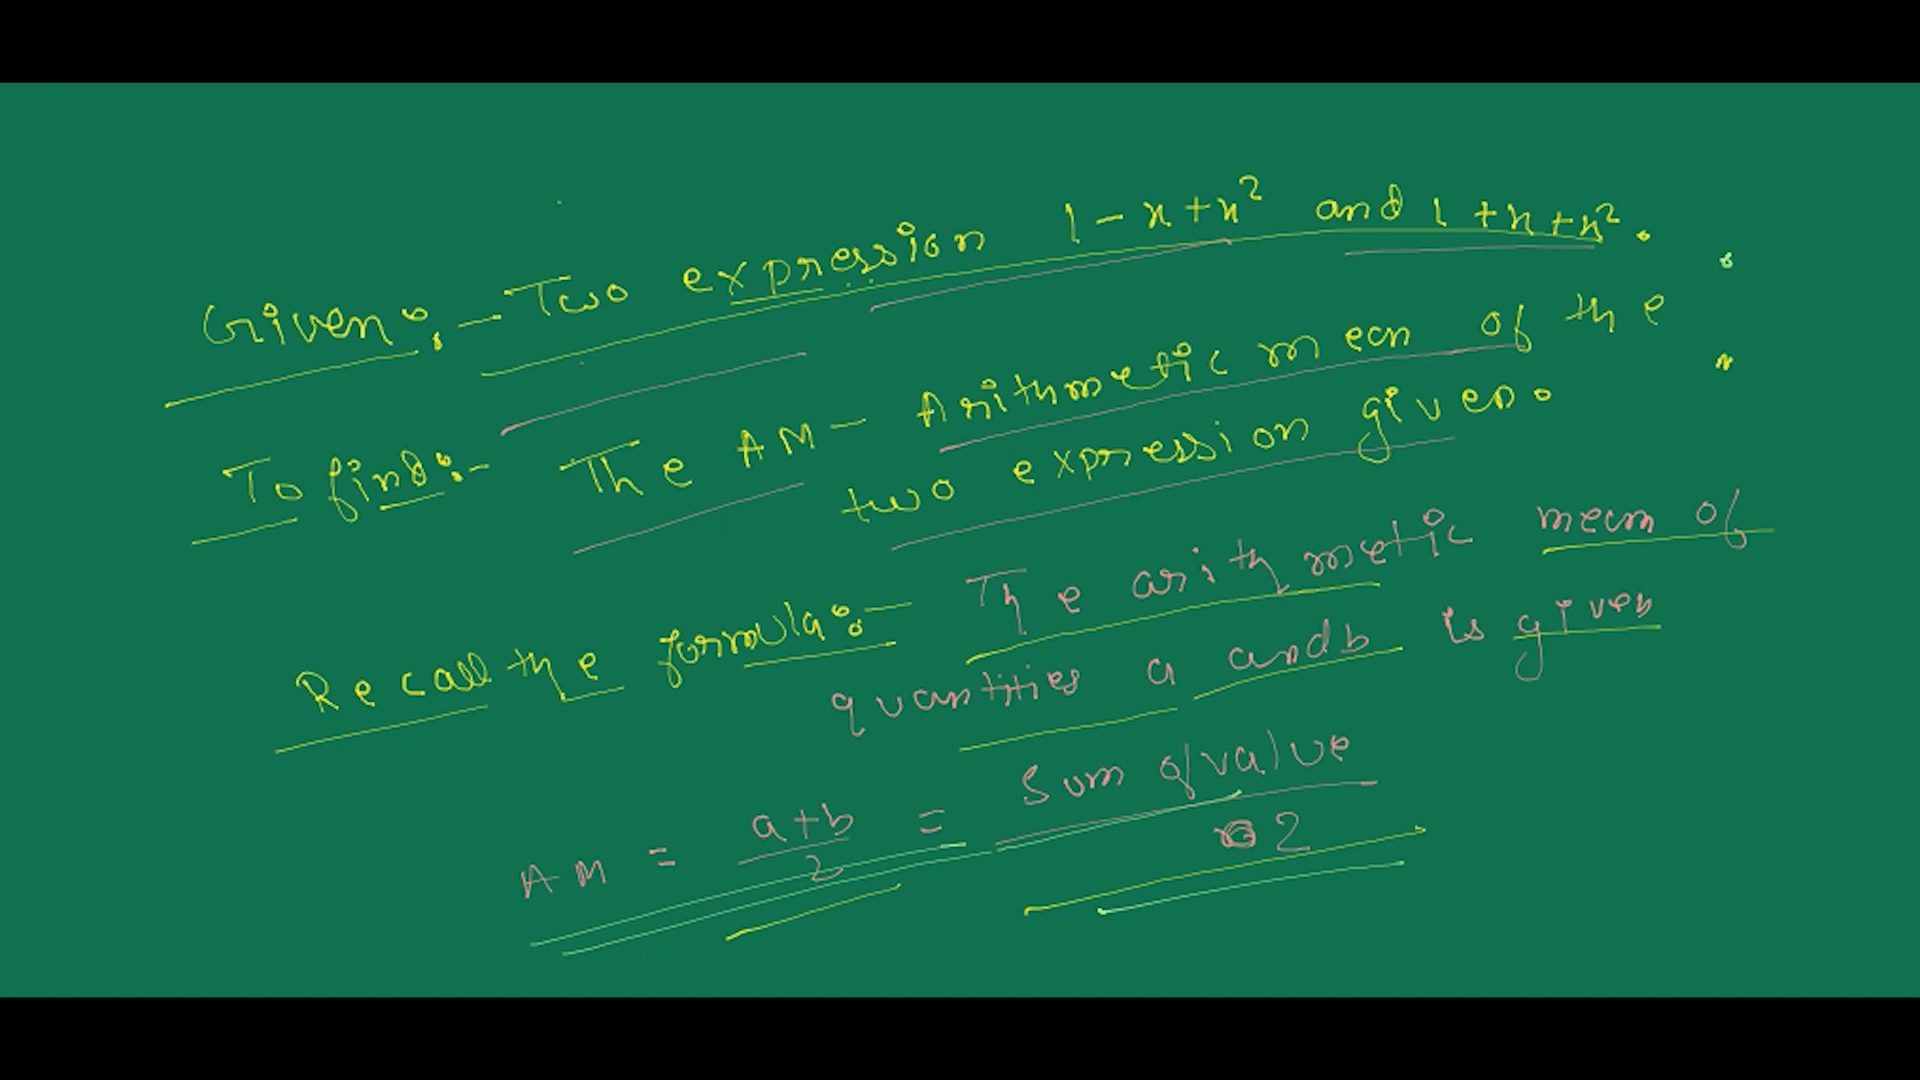 Given:- Two expression 1-x+x² and 1+x+x².
To find:- The AM- Arithmetic mean of the
two expression given.
Recall the formula:- The arithmetic mean of
quantities a and b is given
AM = a+b/2 = Sum of value/2